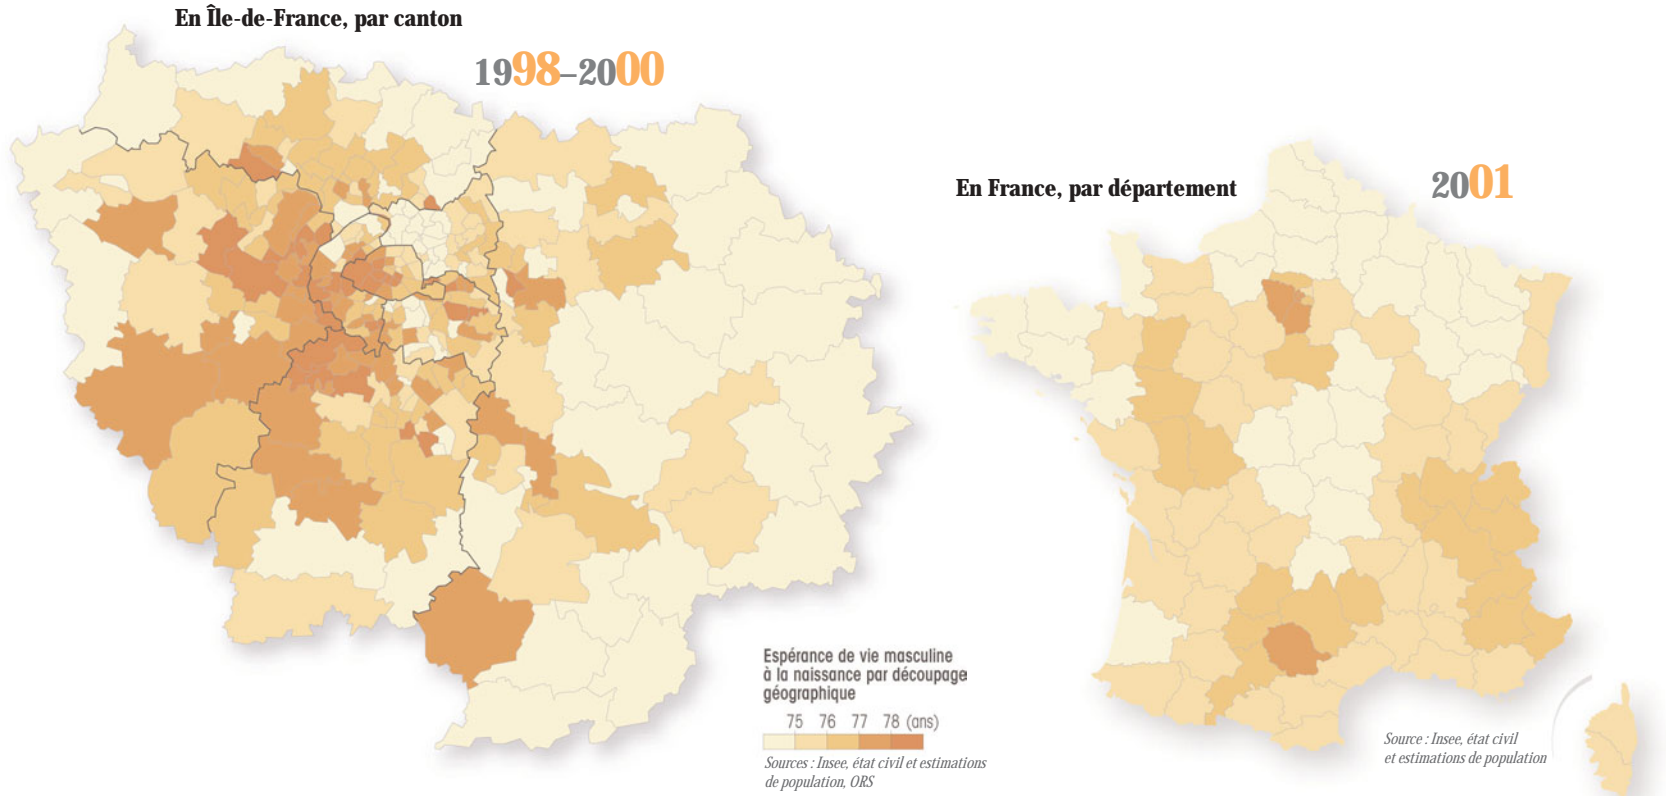 En Île-de-France, par canton
1998–2000
En France, par département
2001
Espérance de vie masculine
à la naissance par découpage
géographique
75 76 77 78 (ans)
Sources : Insee, état civil et estimations
de population, ORS
Source : Insee, état civil
et estimations de population